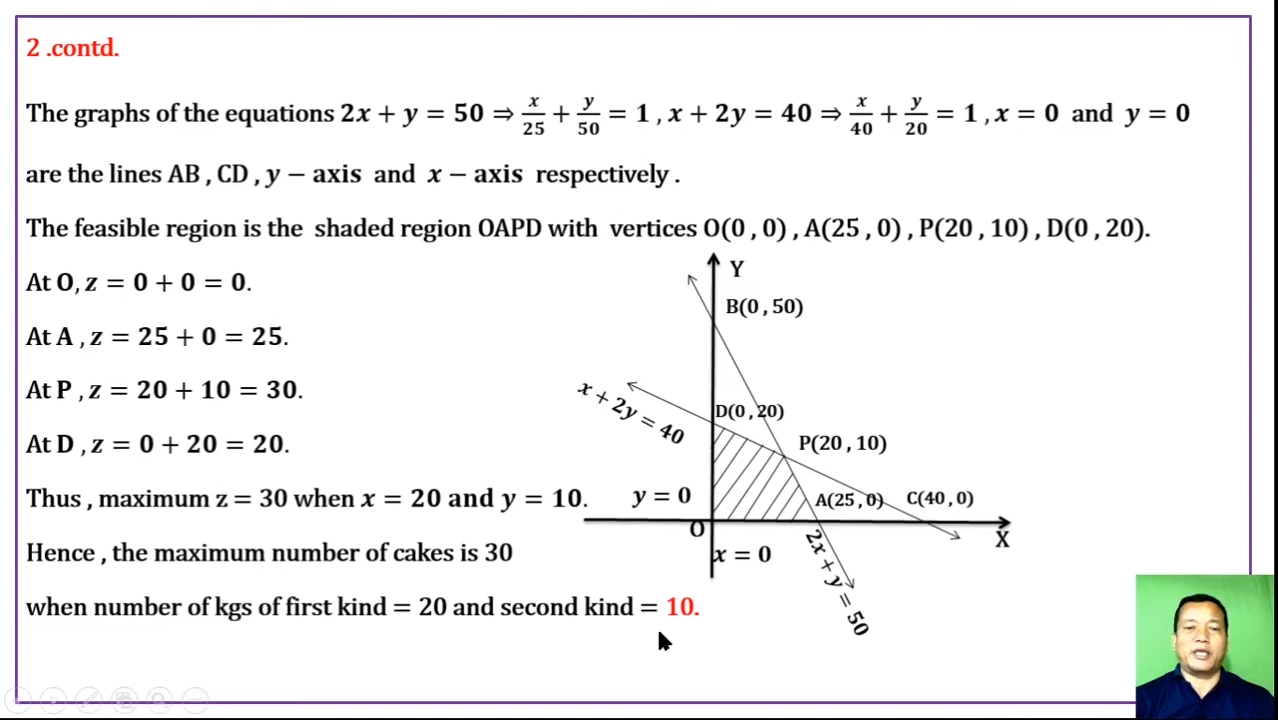 2 .contd.
The graphs of the equations 2x + y = 50 ⇒ x/25 + y/50 = 1 , x + 2y = 40 ⇒ x/40 + y/20 = 1 , x = 0 and y = 0
are the lines AB , CD , y − axis and x − axis respectively .
The feasible region is the shaded region OAPD with vertices O(0 , 0) , A(25 , 0) , P(20 , 10) , D(0 , 20).
At O, z = 0 + 0 = 0.
At A , z = 25 + 0 = 25.
At P , z = 20 + 10 = 30.
At D , z = 0 + 20 = 20.
Thus , maximum z = 30 when x = 20 and y = 10.
Hence , the maximum number of cakes is 30
when number of kgs of first kind = 20 and second kind = 10.
Y
B(0 , 50)
x + 2y = 40
D(0 , 20)
P(20 , 10)
y = 0
A(25 , 0)
C(40 , 0)
O
X
x = 0
2x + y = 50